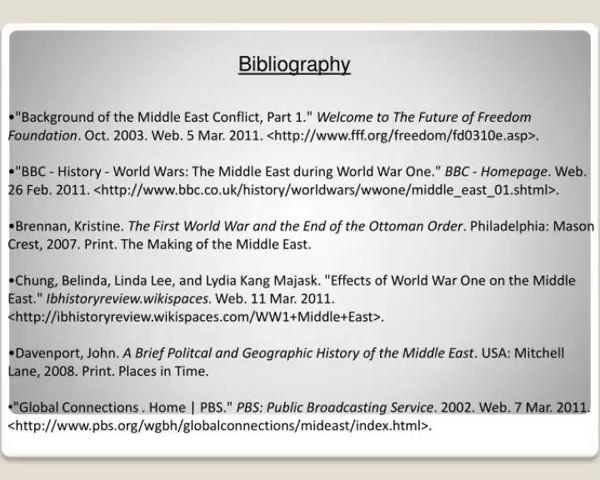 Bibliography
•"Background of the Middle East Conflict, Part 1." Welcome to The Future of Freedom
Foundation. Oct. 2003. Web. 5 Mar. 2011. <http://www.fff.org/freedom/fd0310e.asp>.
•"BBC - History - World Wars: The Middle East during World War One." BBC - Homepage. Web.
26 Feb. 2011. <http://www.bbc.co.uk/history/worldwars/wwone/middle_east_01.shtml>.
•Brennan, Kristine. The First World War and the End of the Ottoman Order. Philadelphia: Mason
Crest, 2007. Print. The Making of the Middle East.
•Chung, Belinda, Linda Lee, and Lydia Kang Majask. "Effects of World War One on the Middle
East." Ibhistoryreview.wikispaces. Web. 11 Mar. 2011.
<http://ibhistoryreview.wikispaces.com/WW1+Middle+East>.
•Davenport, John. A Brief Politcal and Geographic History of the Middle East. USA: Mitchell
Lane, 2008. Print. Places in Time.
•"Global Connections . Home | PBS." PBS: Public Broadcasting Service. 2002. Web. 7 Mar. 2011.
<http://www.pbs.org/wgbh/globalconnections/mideast/index.html>.